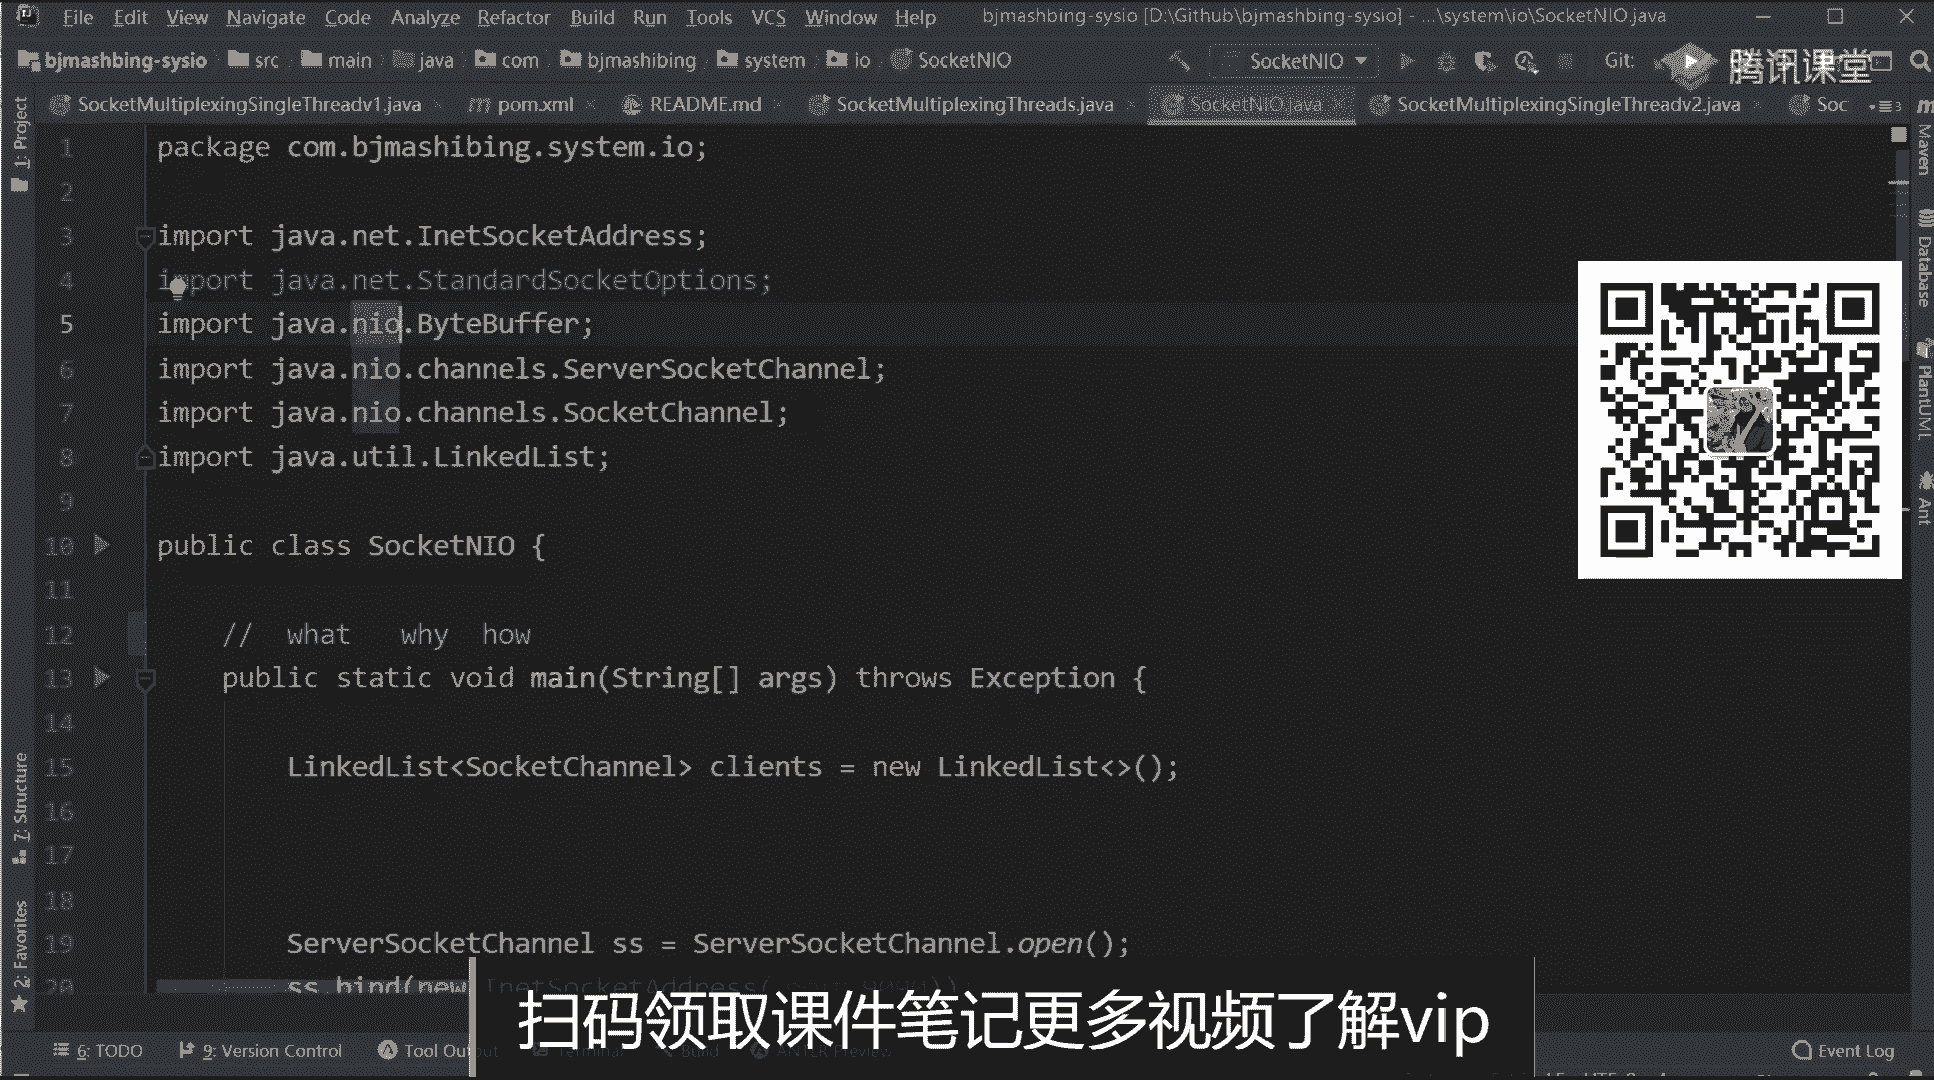 File Edit View Navigate Code Analyze Refactor Build Run Tools VCS Window Help bjmashbing-sysio [D:\Github\bjmashbing-sysio] - ...\system\io\SocketNIO.java
bjmashbing-sysio src main java com bjmashibing system io SocketNIO SocketNIO Git: 腾讯课堂
SocketMultiplexingSingleThreadv1.java pom.xml README.md SocketMultiplexingThreads.java SocketNIO.java SocketMultiplexingSingleThreadv2.java Soc 3
1: Project
7: Structure
2: Favorites
1 package com.bjmashibing.system.io;
2
3 import java.net.InetSocketAddress;
4 import java.net.StandardSocketOptions;
5 import java.nio.ByteBuffer;
6 import java.nio.channels.ServerSocketChannel;
7 import java.nio.channels.SocketChannel;
8 import java.util.LinkedList;
9
10 public class SocketNIO {
11
12 // what why how
13 public static void main(String[] args) throws Exception {
14
15 LinkedList<SocketChannel> clients = new LinkedList<>();
16
17
18
19 ServerSocketChannel ss = ServerSocketChannel.open();
20 ss.bind(new InetSocketAddress(
Maven
Database
PlantUML
Ant
扫码领取课件笔记更多视频了解vip
6: TODO 9: Version Control Tool Out Terminal Build ANTLR Preview Event Log